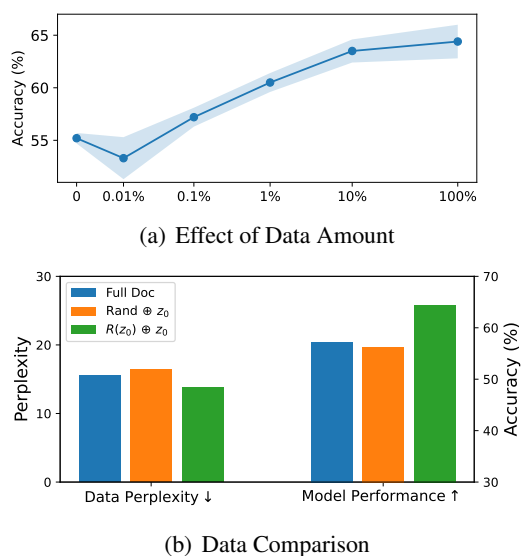 65
60
55
Accuracy (%)
0 0.01% 0.1% 1% 10% 100%
(a) Effect of Data Amount
30
20
10
0
Perplexity
Full Doc
Rand ⊕ z₀
R(z₀) ⊕ z₀
70
60
50
40
30
Accuracy (%)
Data Perplexity ↓ Model Performance ↑
(b) Data Comparison